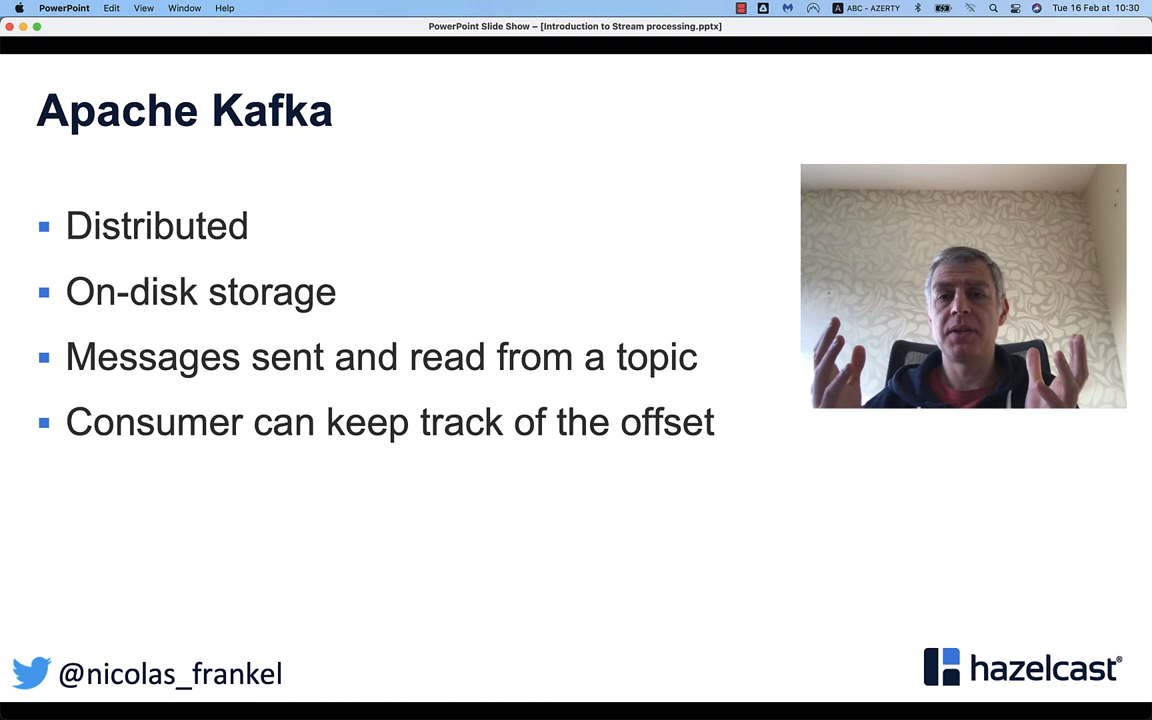 PowerPoint Edit View Window Help ABC - AZERTY Tue 16 Feb at 10:30
PowerPoint Slide Show – [Introduction to Stream processing.pptx]
Apache Kafka
Distributed
On-disk storage
Messages sent and read from a topic
Consumer can keep track of the offset
@nicolas_frankel
hazelcast®